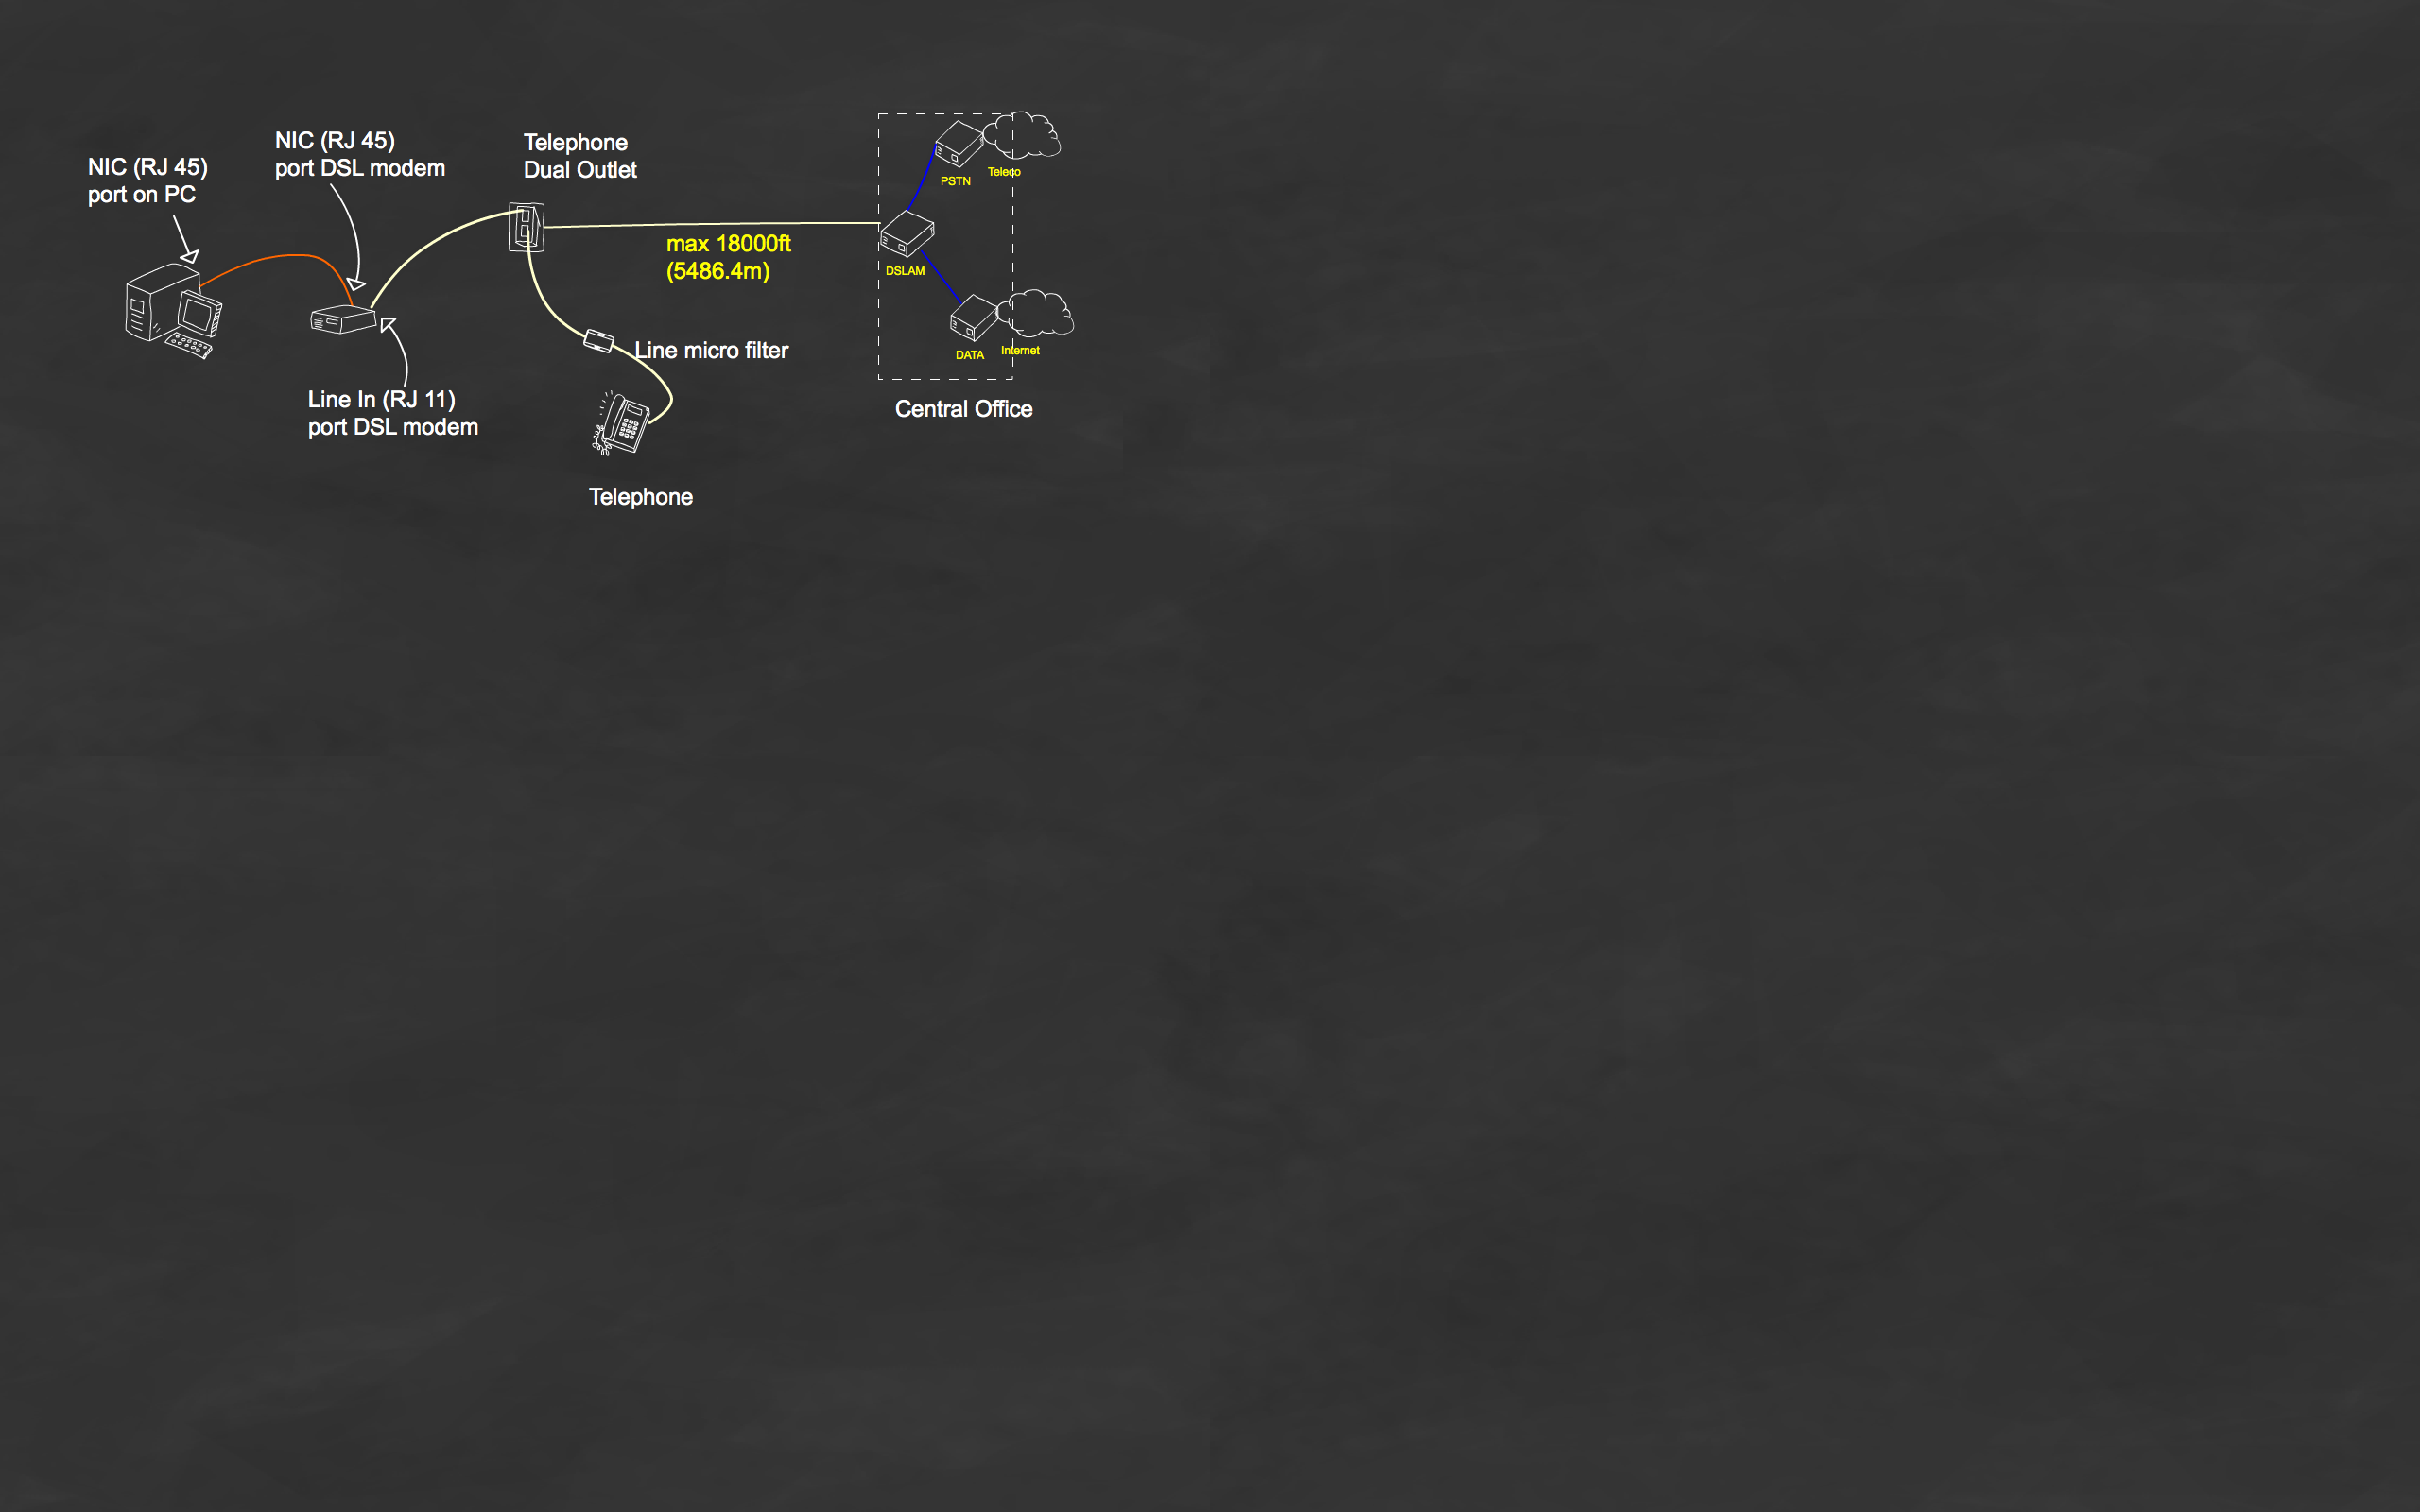 NIC (RJ 45)
port on PC
NIC (RJ 45)
port DSL modem
Telephone
Dual Outlet
max 18000ft
(5486.4m)
PSTN
Teleco
DSLAM
DATA
Internet
Central Office
Line micro filter
Line In (RJ 11)
port DSL modem
Telephone